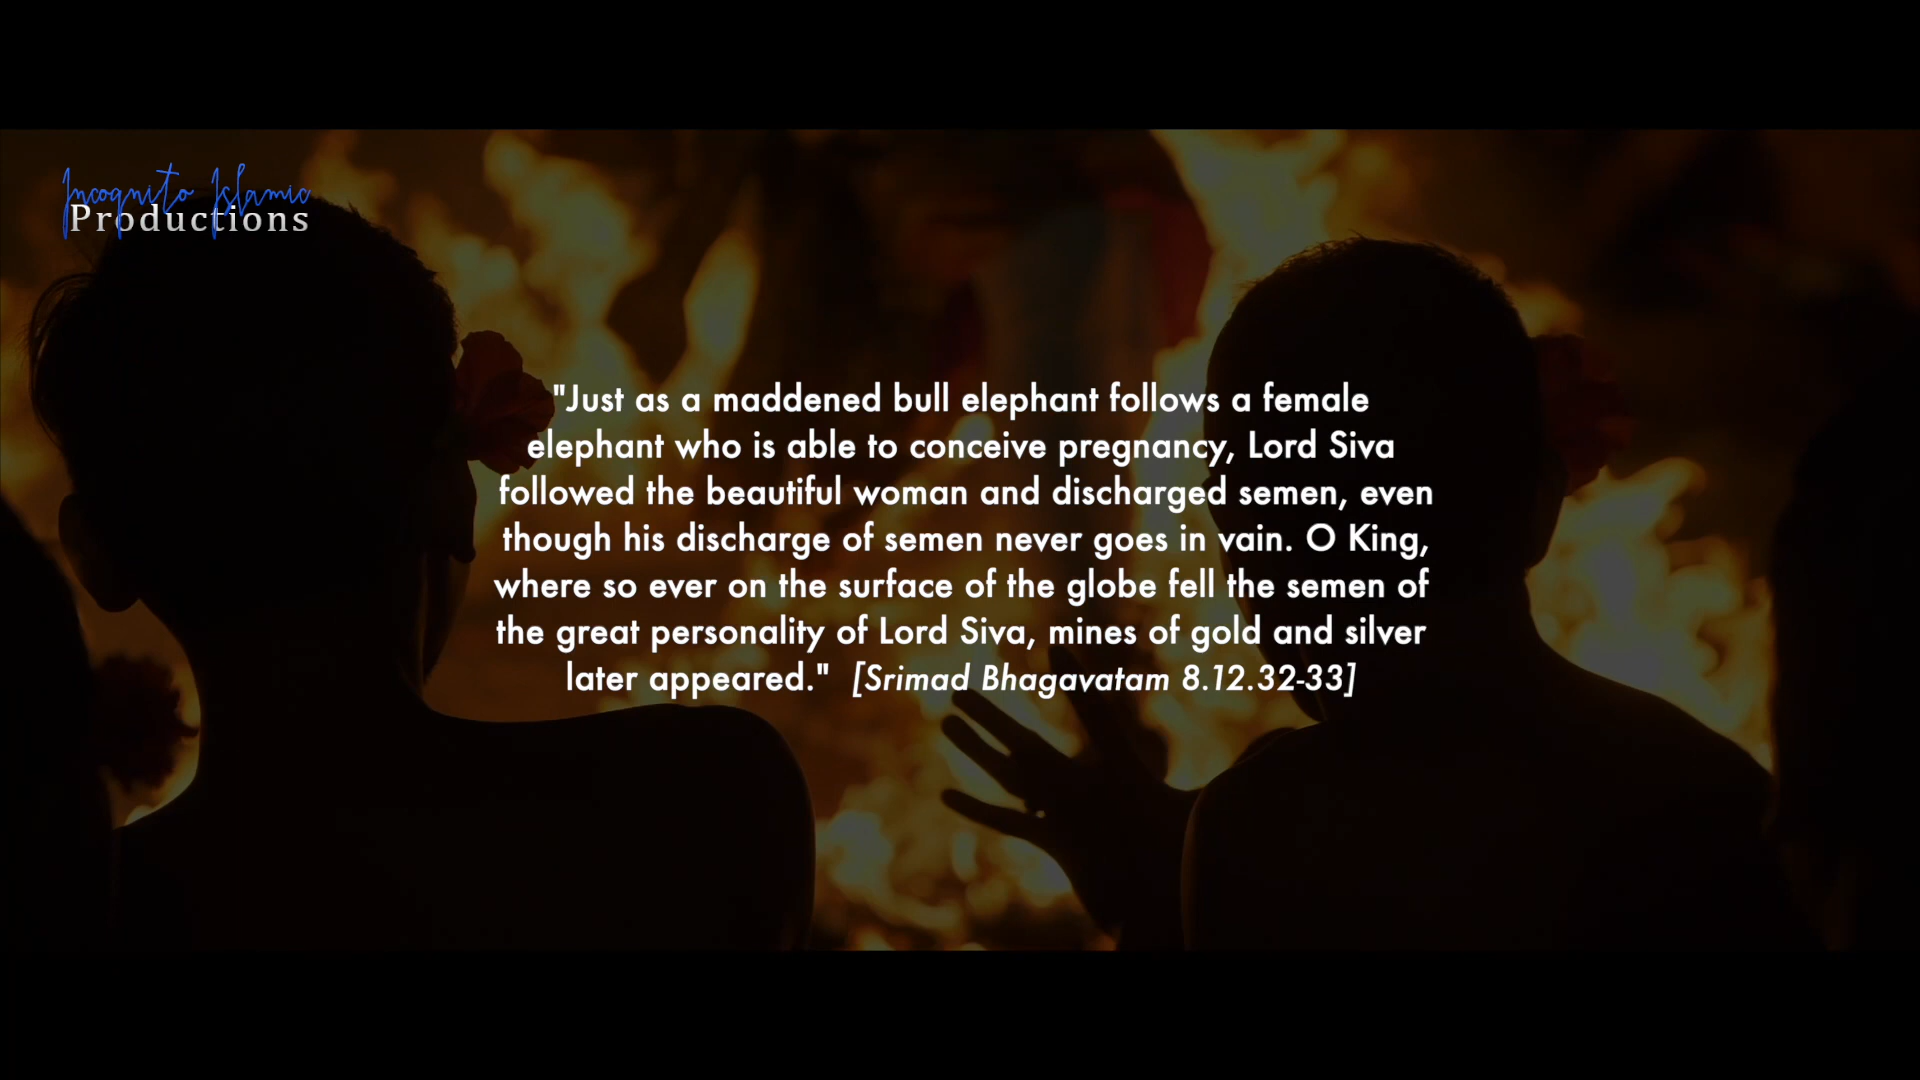 Incognito Islamic
Productions
"Just as a maddened bull elephant follows a female
elephant who is able to conceive pregnancy, Lord Siva
followed the beautiful woman and discharged semen, even
though his discharge of semen never goes in vain. O King,
where so ever on the surface of the globe fell the semen of
the great personality of Lord Siva, mines of gold and silver
later appeared." [Srimad Bhagavatam 8.12.32-33]